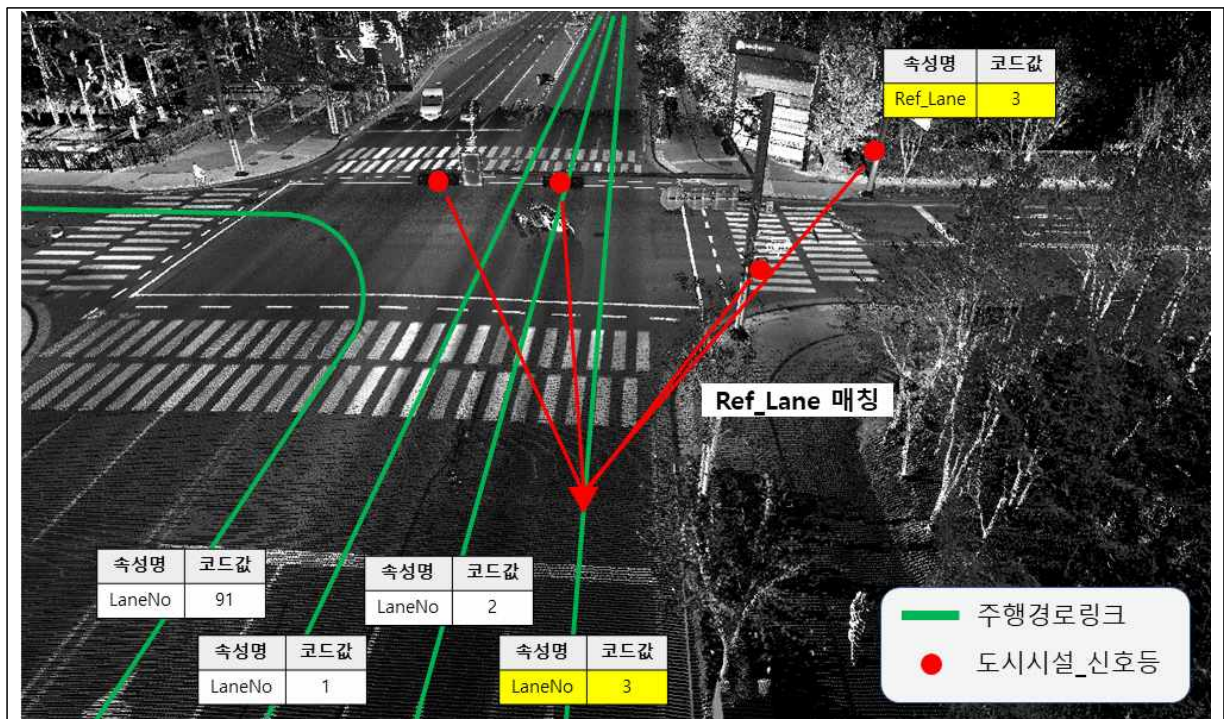 속성명 코드값
Ref_Lane 3
Ref_Lane 매칭
속성명 코드값
LaneNo 91
속성명 코드값
LaneNo 2
속성명 코드값
LaneNo 1
속성명 코드값
LaneNo 3
주행경로링크
도시시설_신호등